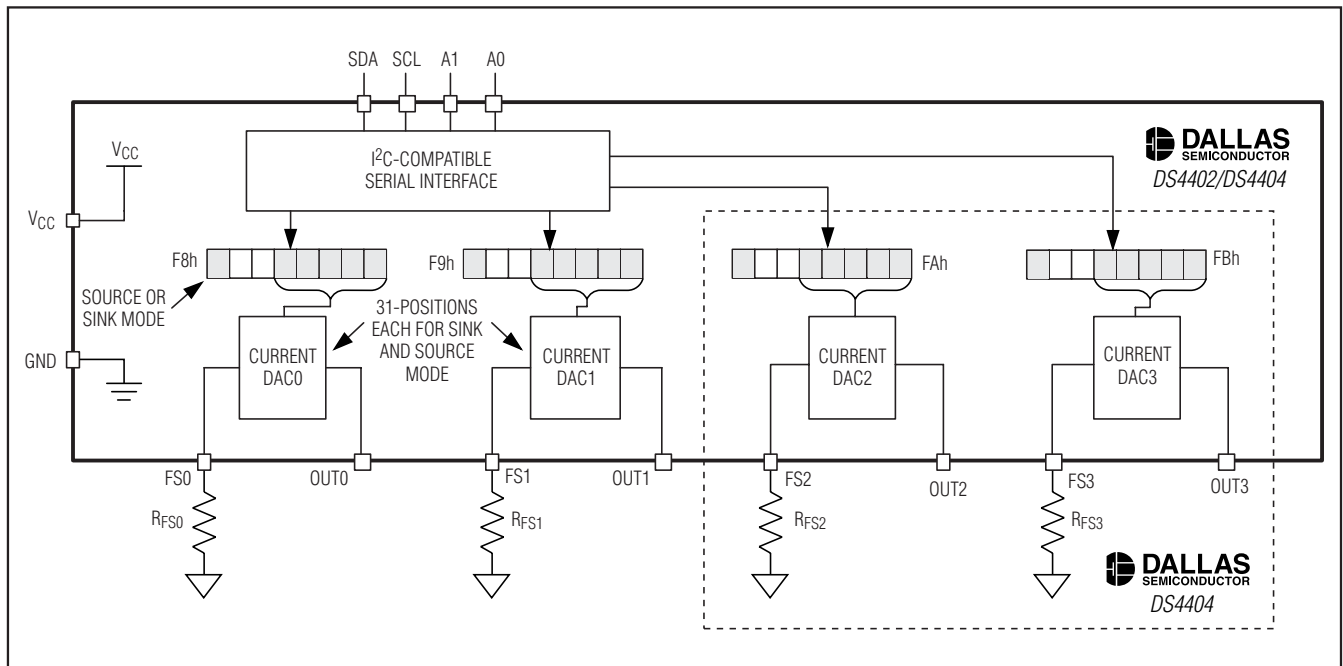 SDA SCL A1 A0
I²C-COMPATIBLE
SERIAL INTERFACE
DALLAS
SEMICONDUCTOR
DS4402/DS4404
VCC
VCC
GND
F8h
F9h
FAh
FBh
SOURCE OR
SINK MODE
31-POSITIONS
EACH FOR SINK
AND SOURCE
MODE
CURRENT
DAC0
CURRENT
DAC1
CURRENT
DAC2
CURRENT
DAC3
FS0
OUT0
FS1
OUT1
FS2
OUT2
FS3
OUT3
RFS0
RFS1
RFS2
RFS3
DALLAS
SEMICONDUCTOR
DS4404